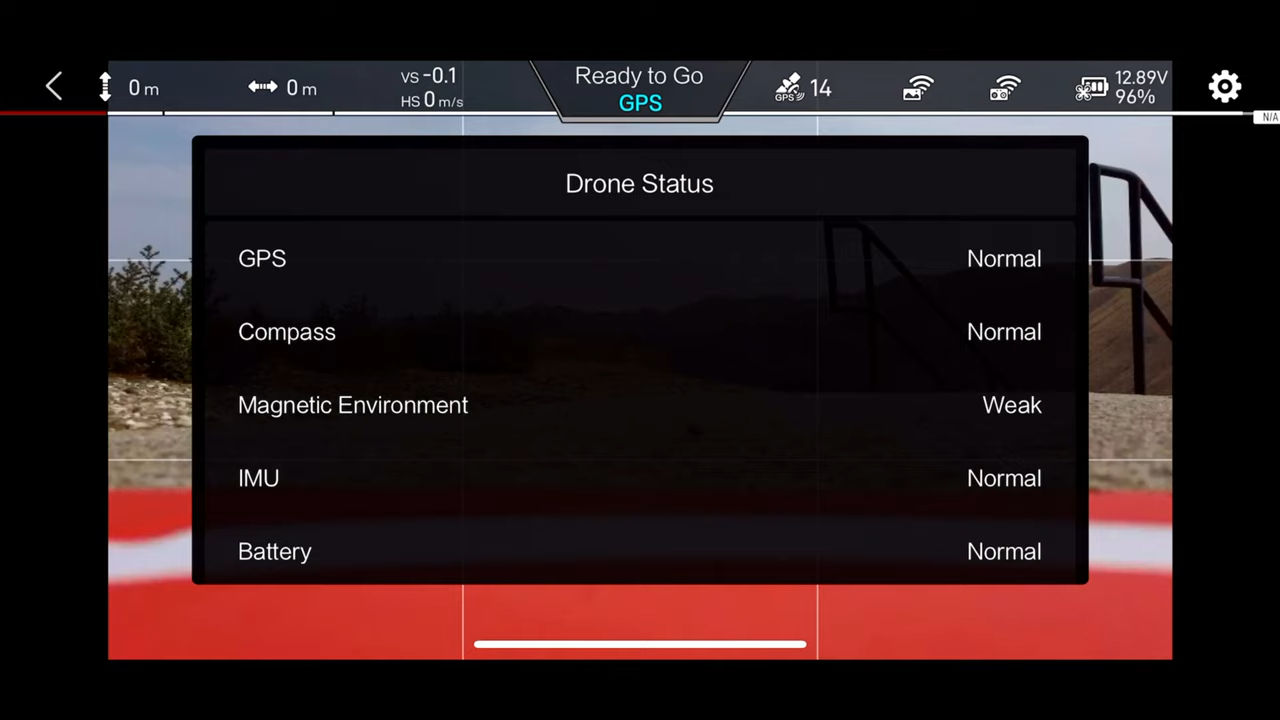 0 m
0 m
VS -0.1
HS 0 m/s
Ready to Go
GPS
GPS 14
12.89V
96%
N/A
Drone Status
GPS Normal
Compass Normal
Magnetic Environment Weak
IMU Normal
Battery Normal